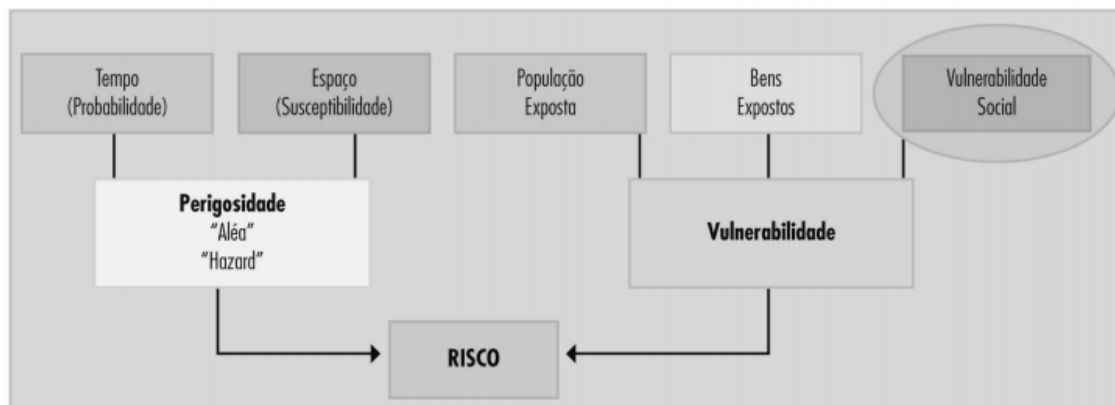 Tempo
(Probabilidade)
Espaço
(Susceptibilidade)
População
Exposta
Bens
Expostos
Vulnerabilidade
Social
Perigosidade
“Aléa”
“Hazard”
Vulnerabilidade
RISCO